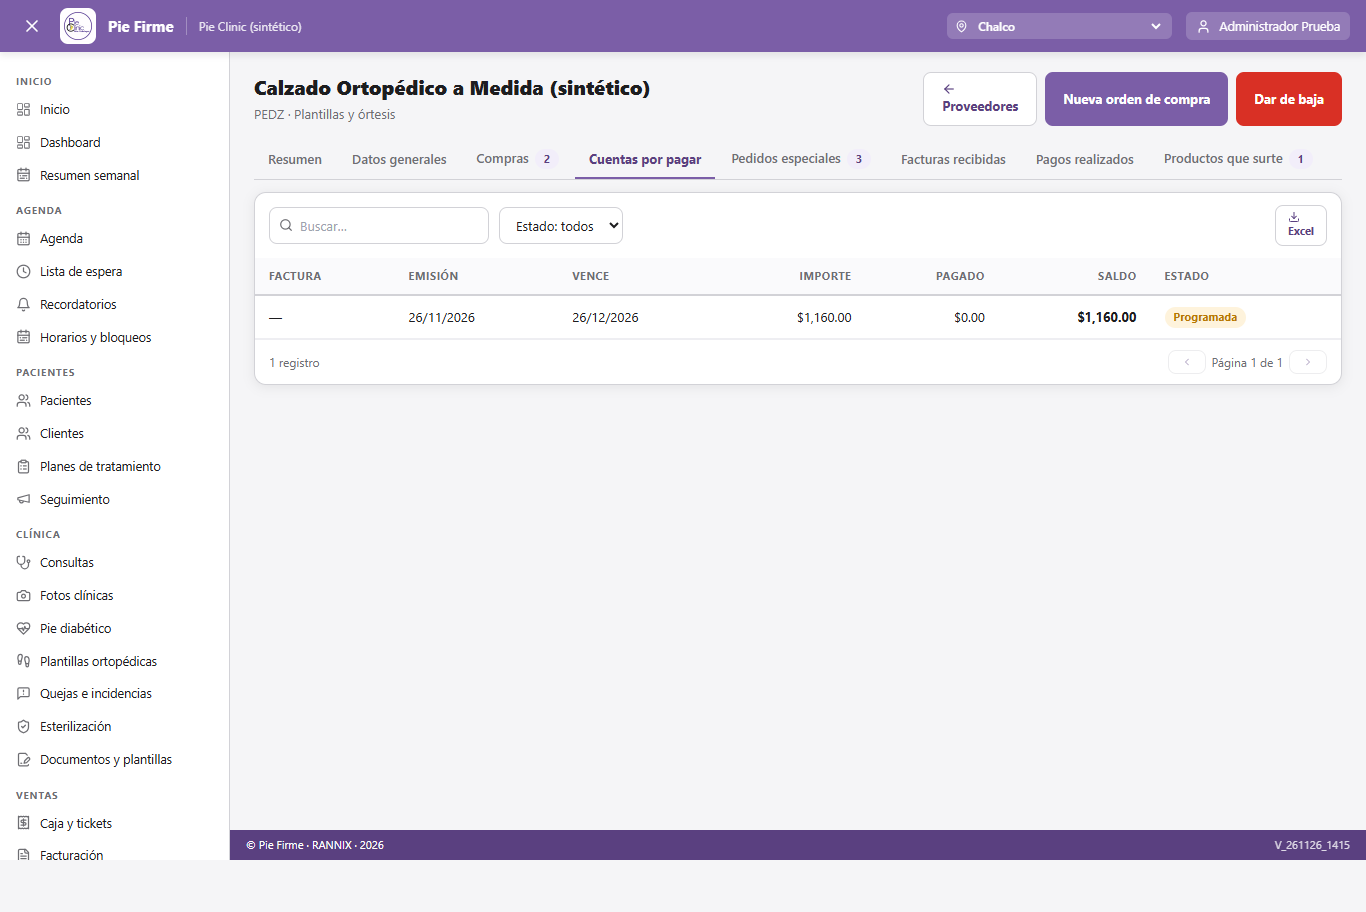 Pie Firme
Pie Clinic (sintético)
Chalco
Administrador Prueba
INICIO
Inicio
Dashboard
Resumen semanal
AGENDA
Agenda
Lista de espera
Recordatorios
Horarios y bloqueos
PACIENTES
Pacientes
Clientes
Planes de tratamiento
Seguimiento
CLÍNICA
Consultas
Fotos clínicas
Pie diabético
Plantillas ortopédicas
Quejas e incidencias
Esterilización
Documentos y plantillas
VENTAS
Caja y tickets
Facturación
Calzado Ortopédico a Medida (sintético)
PEDZ · Plantillas y órtesis
← Proveedores
Nueva orden de compra
Dar de baja
Resumen
Datos generales
Compras 2
Cuentas por pagar
Pedidos especiales 3
Facturas recibidas
Pagos realizados
Productos que surte 1
Buscar...
Estado: todos
Excel
FACTURA EMISIÓN VENCE IMPORTE PAGADO SALDO ESTADO
— 26/11/2026 26/12/2026 $1,160.00 $0.00 $1,160.00 Programada
1 registro
Página 1 de 1
© Pie Firme · RANNIX · 2026
V_261126_1415